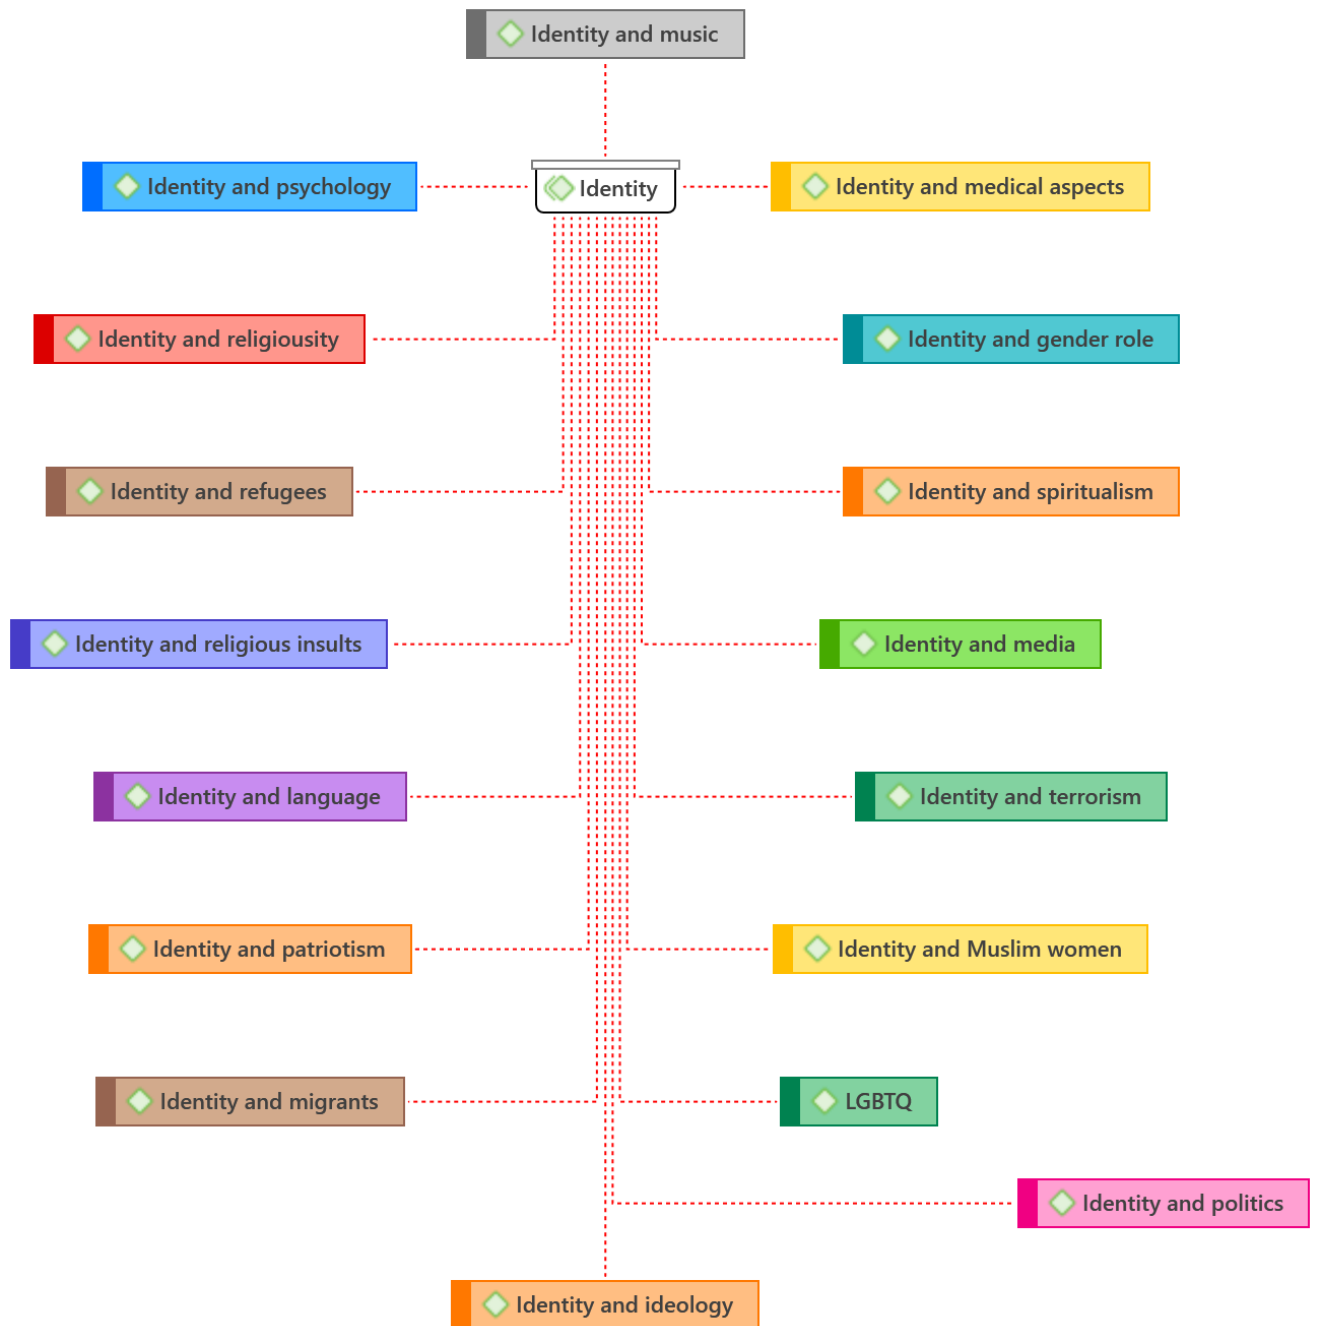 Identity and music
Identity and psychology
Identity
Identity and medical aspects
Identity and religiousity
Identity and gender role
Identity and refugees
Identity and spiritualism
Identity and religious insults
Identity and media
Identity and language
Identity and terrorism
Identity and patriotism
Identity and Muslim women
Identity and migrants
LGBTQ
Identity and politics
Identity and ideology